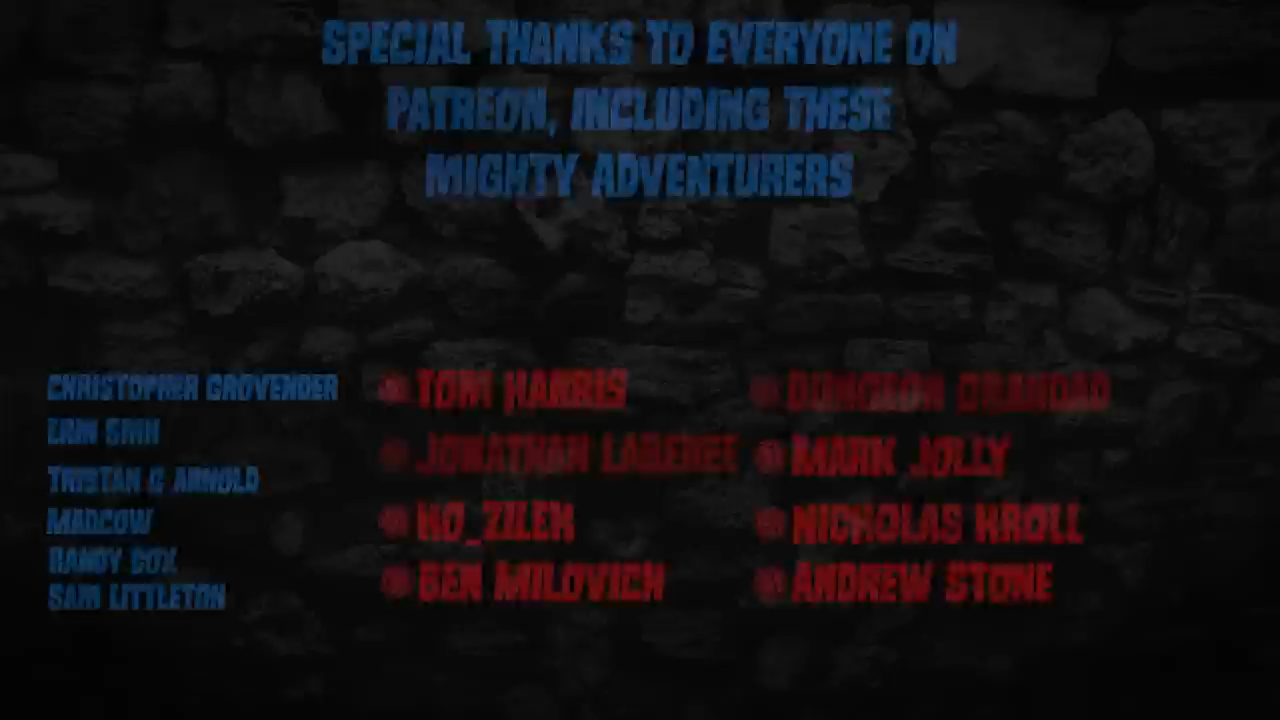 SPECIAL THANKS TO EVERYONE ON
PATREON, INCLUDING THESE
MIGHTY ADVENTURERS
CHRISTOPHER GROVENDER
TRISTAN G ARNOLD
MADCOW
RANDY COX
SAM LITTLETON
TOM HARRIS
JONATHAN
BEN MILOVICH
DUNGEON GRANDAD
MARK JOLLY
NICHOLAS KROLL
ANDREW STONE